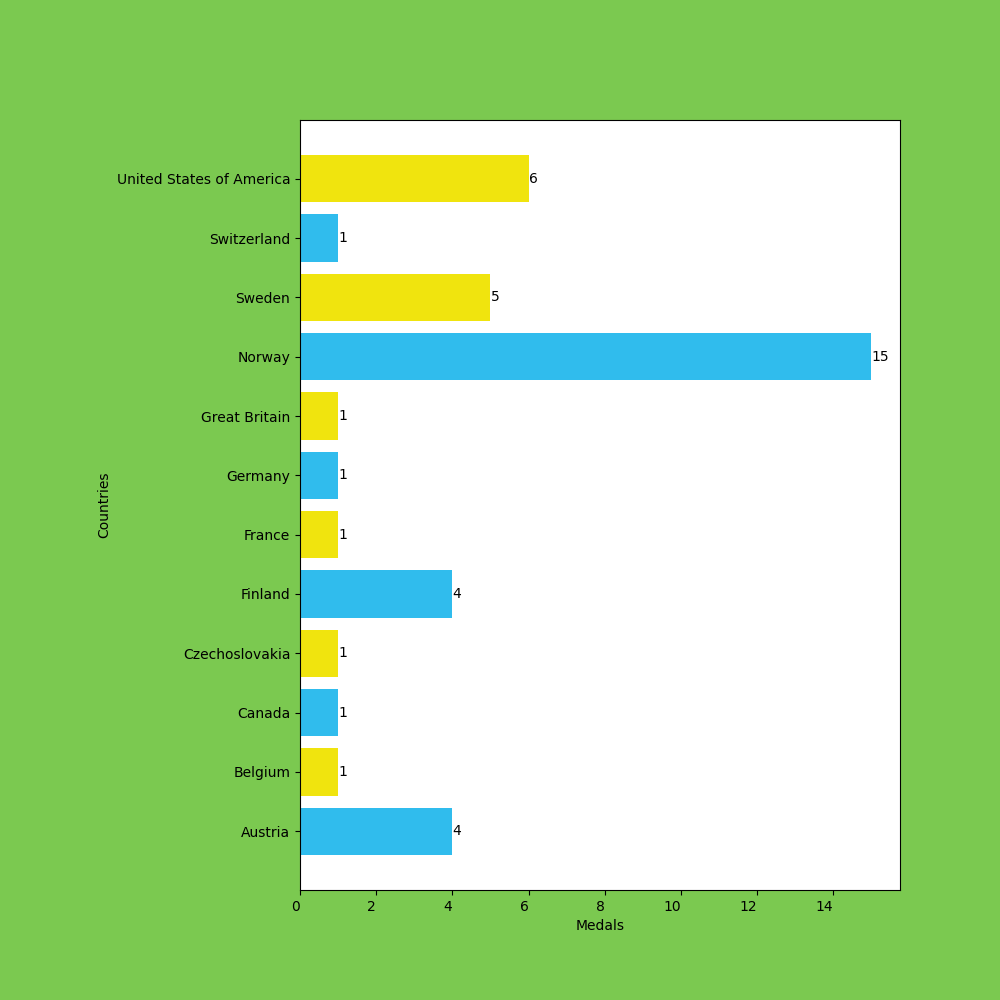 United States of America 6
Switzerland 1
Sweden 5
Norway 15
Great Britain 1
Germany 1
France 1
Finland 4
Czechoslovakia 1
Canada 1
Belgium 1
Austria 4
Countries
0 2 4 6 8 10 12 14
Medals